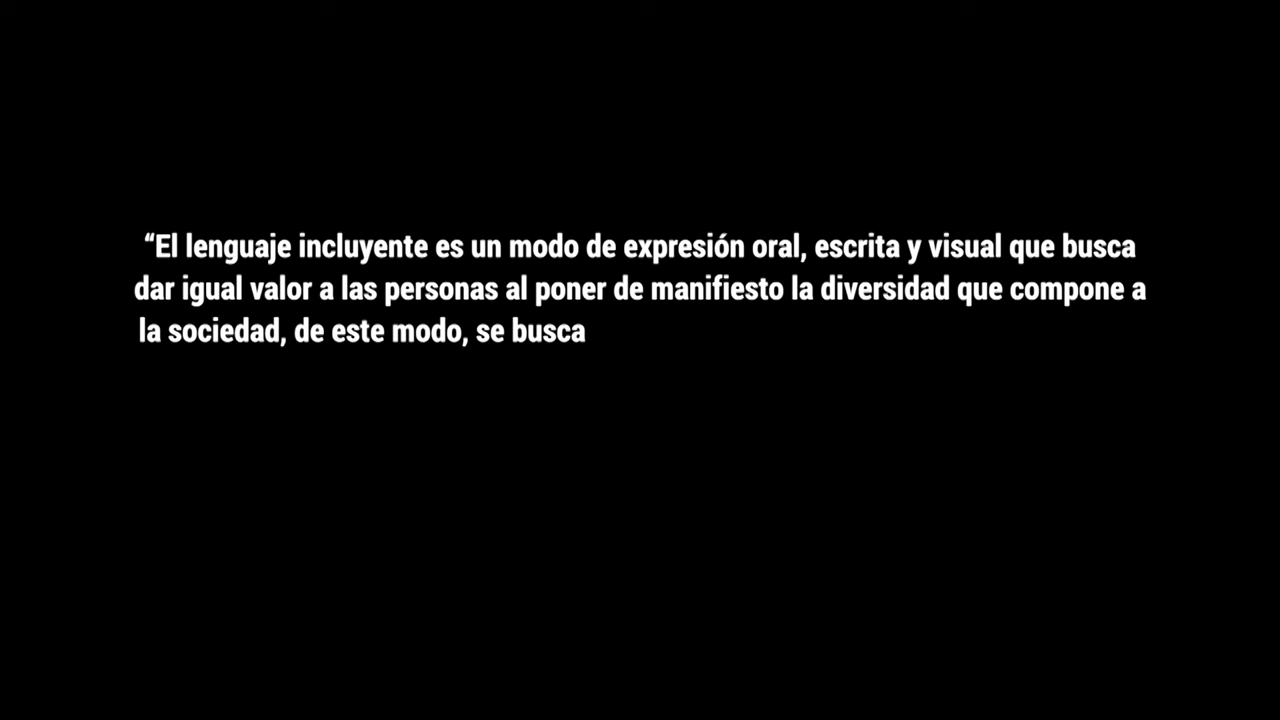 “El lenguaje incluyente es un modo de expresión oral, escrita y visual que busca
dar igual valor a las personas al poner de manifiesto la diversidad que compone a
la sociedad, de este modo, se busca